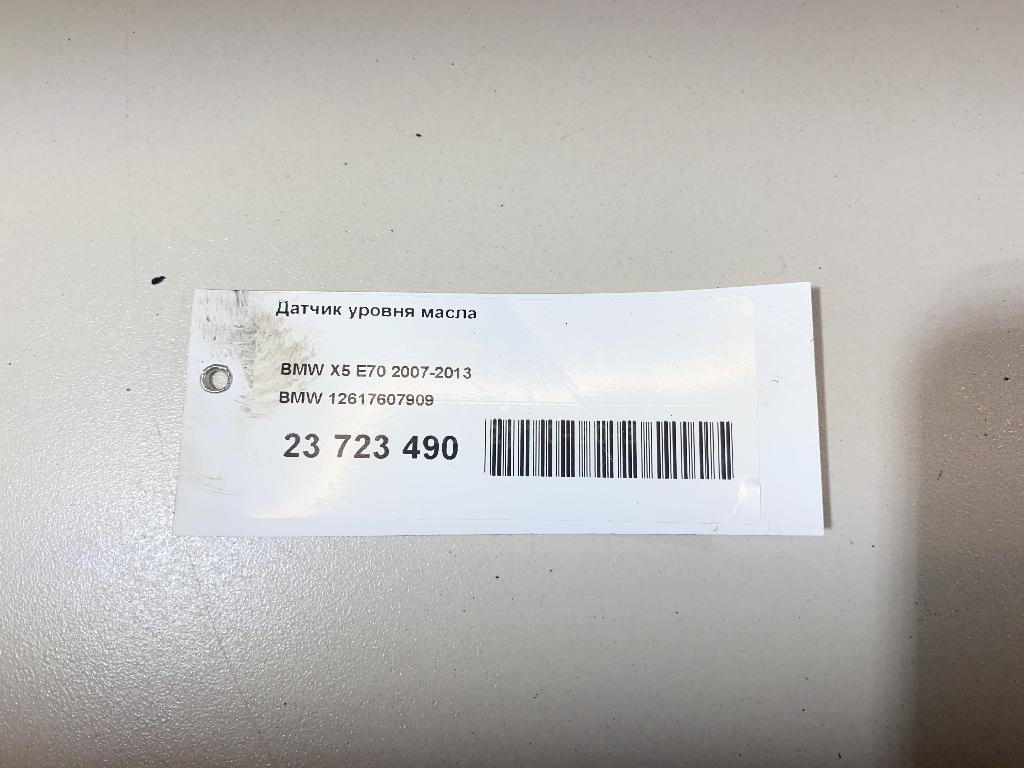 Датчик уровня масла
BMW X5 E70 2007-2013
BMW 12617607909
23 723 490